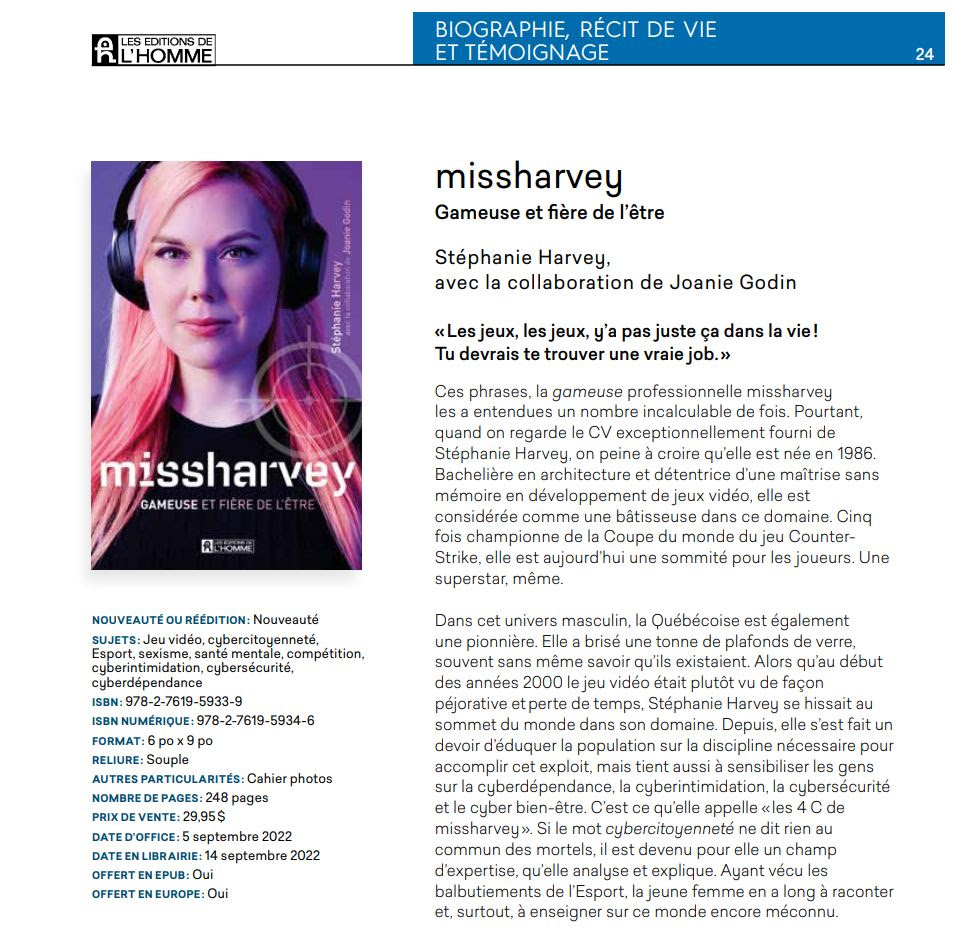 LES EDITIONS DE
L'HOMME
BIOGRAPHIE, RÉCIT DE VIE
ET TÉMOIGNAGE
24
Stéphanie Harvey
avec la collaboration de Joanie Godin
missharvey
GAMEUSE ET FIÈRE DE L'ÊTRE
LES EDITIONS DE
L'HOMME
NOUVEAUTÉ OU RÉÉDITION : Nouveauté
SUJETS : Jeu vidéo, cybercitoyenneté,
Esport, sexisme, santé mentale, compétition,
cyberintimidation, cybersécurité,
cyberdépendance
ISBN : 978-2-7619-5933-9
ISBN NUMÉRIQUE : 978-2-7619-5934-6
FORMAT : 6 po x 9 po
RELIURE : Souple
AUTRES PARTICULARITÉS : Cahier photos
NOMBRE DE PAGES : 248 pages
PRIX DE VENTE : 29,95 $
DATE D'OFFICE : 5 septembre 2022
DATE EN LIBRAIRIE : 14 septembre 2022
OFFERT EN EPUB : Oui
OFFERT EN EUROPE : Oui
missharvey
Gameuse et fière de l'être
Stéphanie Harvey,
avec la collaboration de Joanie Godin
« Les jeux, les jeux, y'a pas juste ça dans la vie !
Tu devrais te trouver une vraie job. »
Ces phrases, la gameuse professionnelle missharvey
les a entendues un nombre incalculable de fois. Pourtant,
quand on regarde le CV exceptionnellement fourni de
Stéphanie Harvey, on peine à croire qu'elle est née en 1986.
Bachelière en architecture et détentrice d'une maîtrise sans
mémoire en développement de jeux vidéo, elle est
considérée comme une bâtisseuse dans ce domaine. Cinq
fois championne de la Coupe du monde du jeu Counter-
Strike, elle est aujourd'hui une sommité pour les joueurs. Une
superstar, même.
Dans cet univers masculin, la Québécoise est également
une pionnière. Elle a brisé une tonne de plafonds de verre,
souvent sans même savoir qu'ils existaient. Alors qu'au début
des années 2000 le jeu vidéo était plutôt vu de façon
péjorative et perte de temps, Stéphanie Harvey se hissait au
sommet du monde dans son domaine. Depuis, elle s'est fait un
devoir d'éduquer la population sur la discipline nécessaire pour
accomplir cet exploit, mais tient aussi à sensibiliser les gens
sur la cyberdépendance, la cyberintimidation, la cybersécurité
et le cyber bien-être. C'est ce qu'elle appelle « les 4 C de
missharvey ». Si le mot cybercitoyenneté ne dit rien au
commun des mortels, il est devenu pour elle un champ
d'expertise, qu'elle analyse et explique. Ayant vécu les
balbutiements de l'Esport, la jeune femme en a long à raconter
et, surtout, à enseigner sur ce monde encore méconnu.